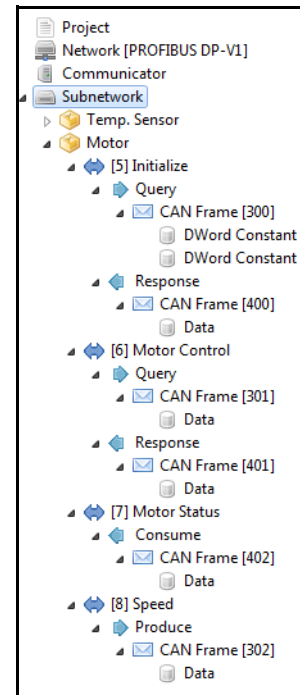 Project
Network [PROFIBUS DP-V1]
Communicator
Subnetwork
Temp. Sensor
Motor
[5] Initialize
Query
CAN Frame [300]
DWord Constant
DWord Constant
Response
CAN Frame [400]
Data
[6] Motor Control
Query
CAN Frame [301]
Data
Response
CAN Frame [401]
Data
[7] Motor Status
Consume
CAN Frame [402]
Data
[8] Speed
Produce
CAN Frame [302]
Data